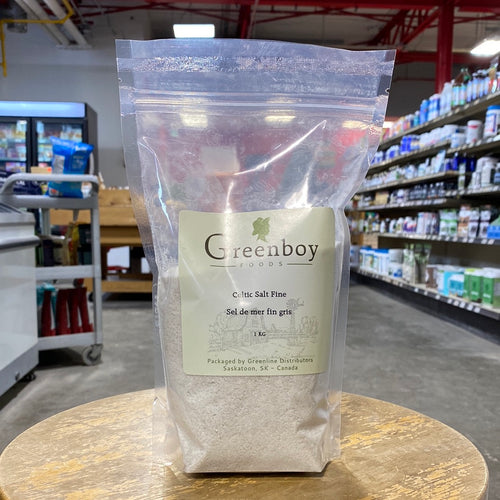 Greenboy
FOODS
Celtic Salt Fine
Sel de mer fin gris
1 KG
Packaged by Greenline Distributors
Saskatoon, SK - Canada